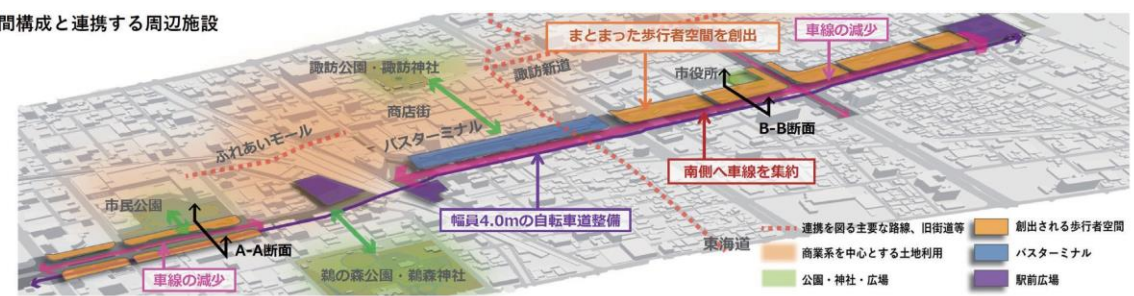 間構成と連携する周辺施設
まとまった歩行者空間を創出
車線の減少
諏訪公園・諏訪神社
諏訪新道
市役所
商店街
バスターミナル
ふれあいモール
B-B断面
南側へ車線を集約
市民公園
幅員4.0mの自転車道整備
A-A断面
東海道
車線の減少
鵜の森公園・鵜森神社
連携を図る主要な路線、旧街道等
創出される歩行者空間
商業系を中心とする土地利用
バスターミナル
公園・神社・広場
駅前広場